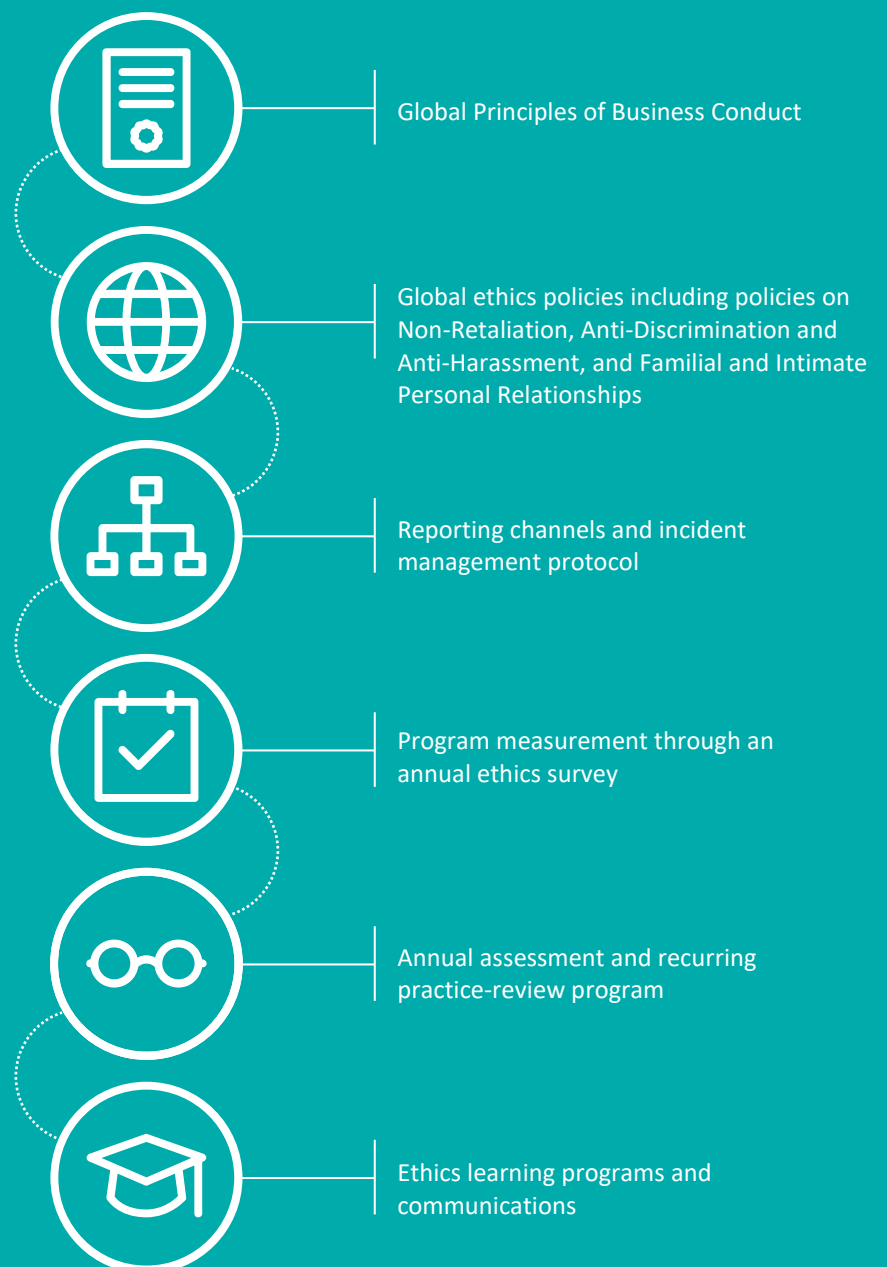 Global Principles of Business Conduct
Global ethics policies including policies on
Non-Retaliation, Anti-Discrimination and
Anti-Harassment, and Familial and Intimate
Personal Relationships
Reporting channels and incident
management protocol
Program measurement through an
annual ethics survey
Annual assessment and recurring
practice-review program
Ethics learning programs and
communications